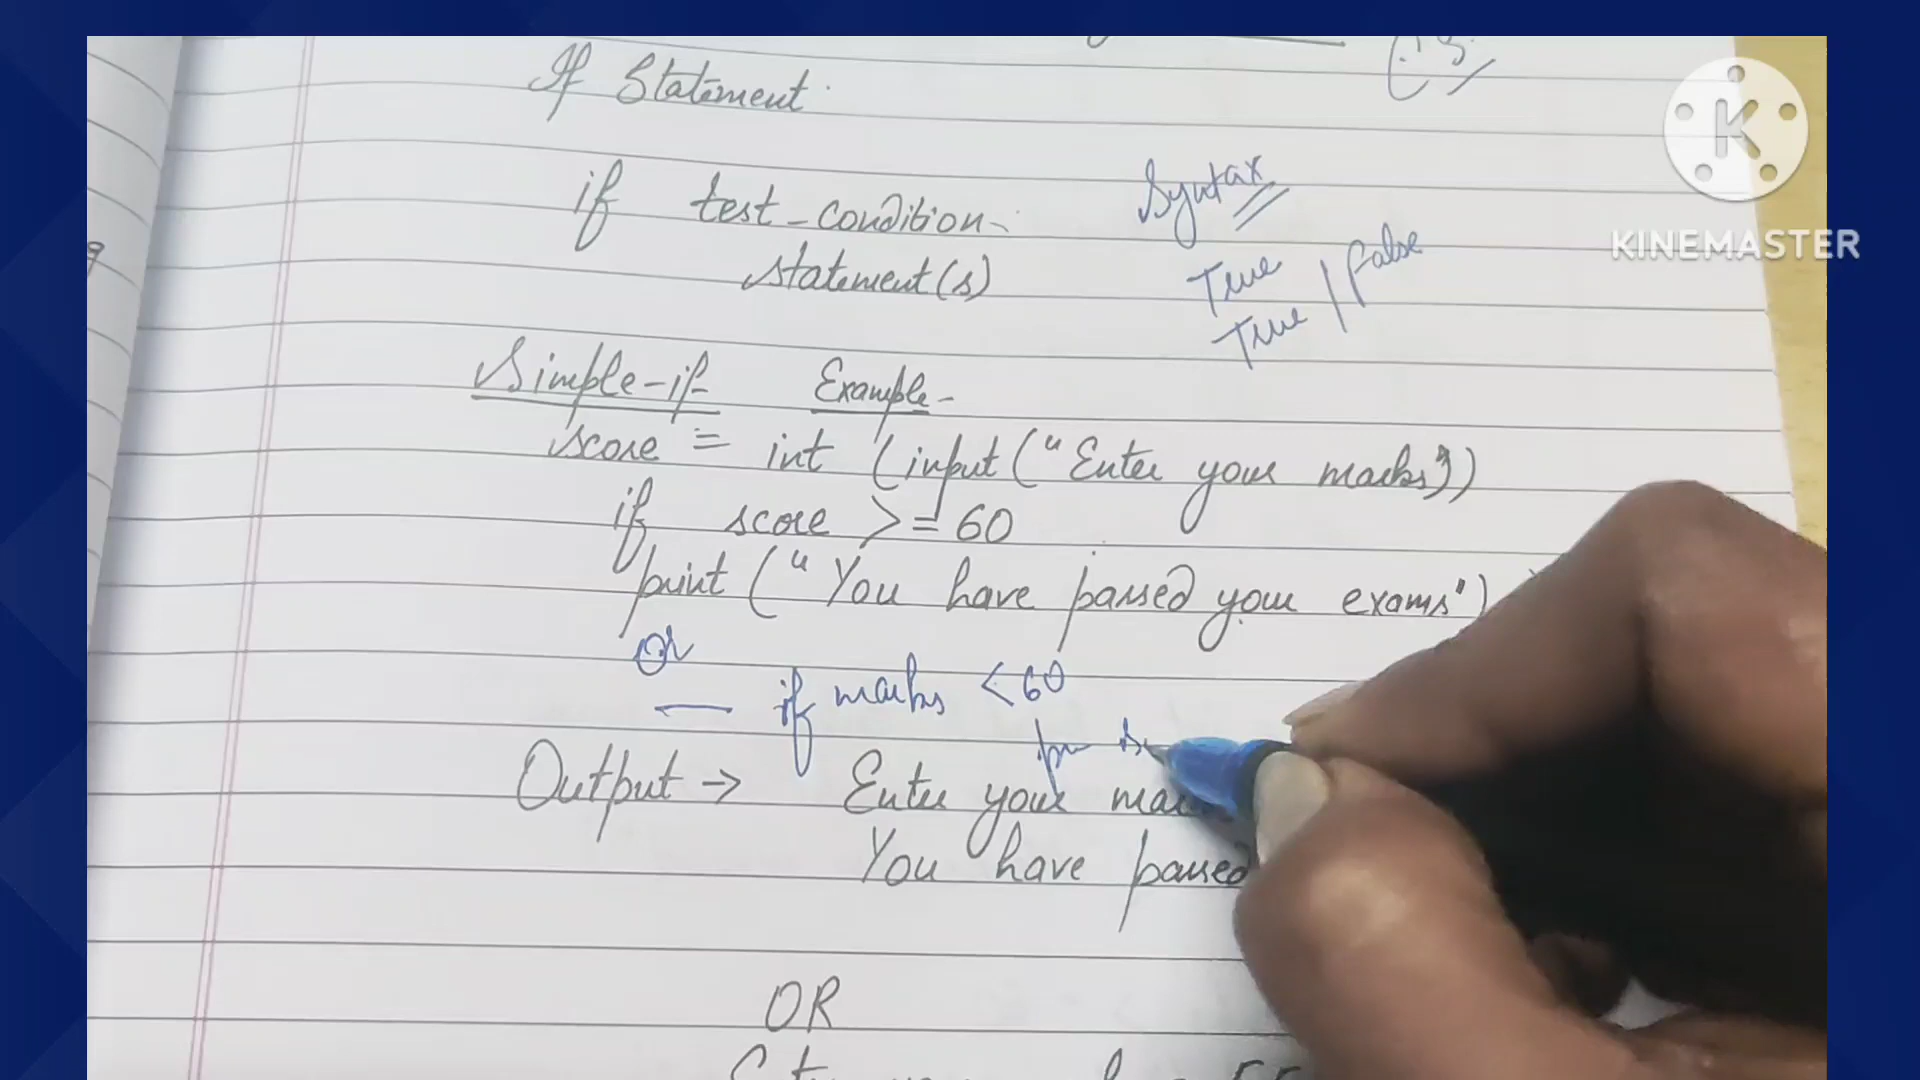 If Statement
if test-condition
Syntax
statement(s)
True
True / False
Simple-if Example-
score = int (input("Enter your marks"))
if score >= 60
print ("You have passed your exams")
Or
if marks < 60
Output → Enter your
You have passed
OR
KINEMASTER